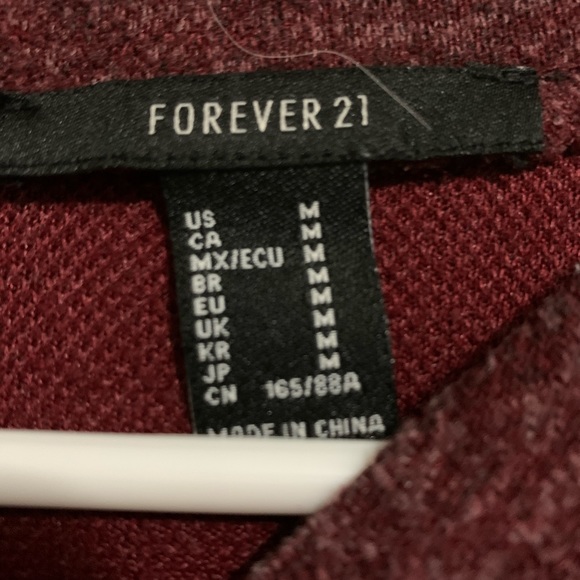 FOREVER 21
US M
CA M
MX/ECU M
BR M
EU M
UK M
KR M
JP M
CN 165/88A
MADE IN CHINA